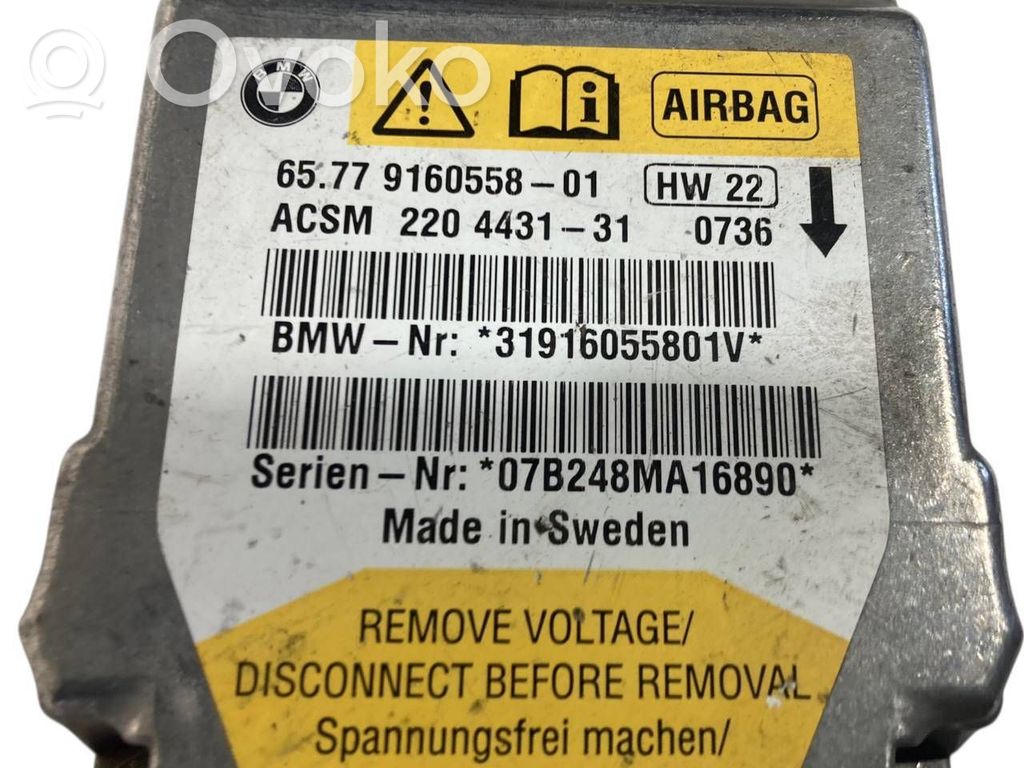 Ovoko
BMW
AIRBAG
65.77 9160558-01 HW 22
ACSM 220 4431-31 0736
BMW-Nr: *31916055801V*
Serien-Nr: *07B248MA16890*
Made in Sweden
REMOVE VOLTAGE/
DISCONNECT BEFORE REMOVAL
Spannungsfrei machen/